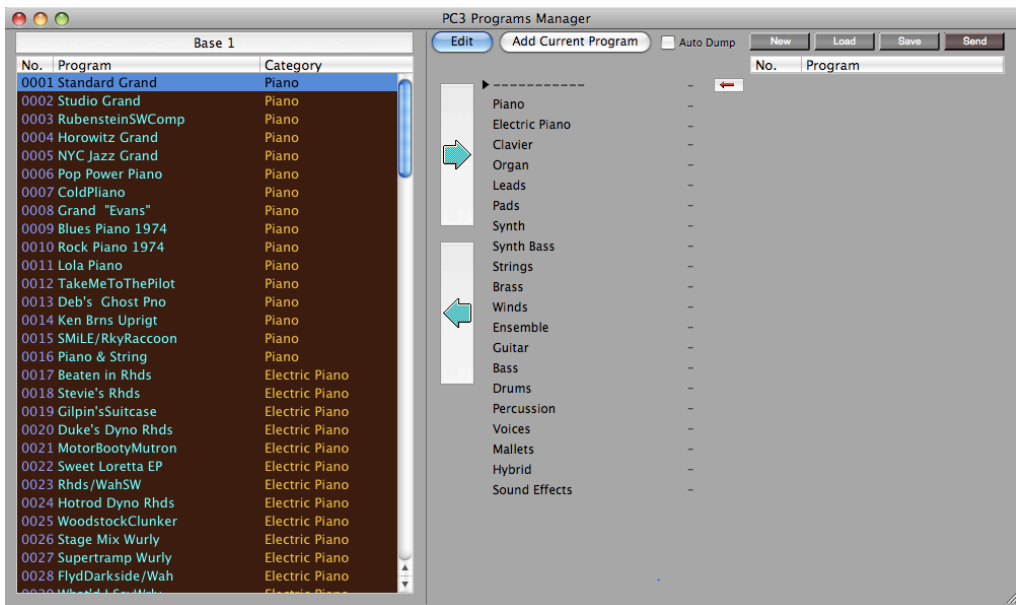 PC3 Programs Manager
Base 1
No. Program Category
0001 Standard Grand Piano
0002 Studio Grand Piano
0003 RubensteinSWComp Piano
0004 Horowitz Grand Piano
0005 NYC Jazz Grand Piano
0006 Pop Power Piano Piano
0007 ColdPliano Piano
0008 Grand "Evans" Piano
0009 Blues Piano 1974 Piano
0010 Rock Piano 1974 Piano
0011 Lola Piano Piano
0012 TakeMeToThePilot Piano
0013 Deb's Ghost Pno Piano
0014 Ken Brns Uprigt Piano
0015 SMiLE/RkyRaccoon Piano
0016 Piano & String Piano
0017 Beaten in Rhds Electric Piano
0018 Stevie's Rhds Electric Piano
0019 Gilpin'sSuitcase Electric Piano
0020 Duke's Dyno Rhds Electric Piano
0021 MotorBootyMutron Electric Piano
0022 Sweet Loretta EP Electric Piano
0023 Rhds/WahSW Electric Piano
0024 Hotrod Dyno Rhds Electric Piano
0025 WoodstockClunker Electric Piano
0026 Stage Mix Wurly Electric Piano
0027 Supertramp Wurly Electric Piano
0028 FlydDarkside/Wah Electric Piano
0029 What'd I SayWrly Electric Piano
Edit Add Current Program Auto Dump New Load Save Send
No. Program
------------ -
Piano -
Electric Piano -
Clavier -
Organ -
Leads -
Pads -
Synth -
Synth Bass -
Strings -
Brass -
Winds -
Ensemble -
Guitar -
Bass -
Drums -
Percussion -
Voices -
Mallets -
Hybrid -
Sound Effects -